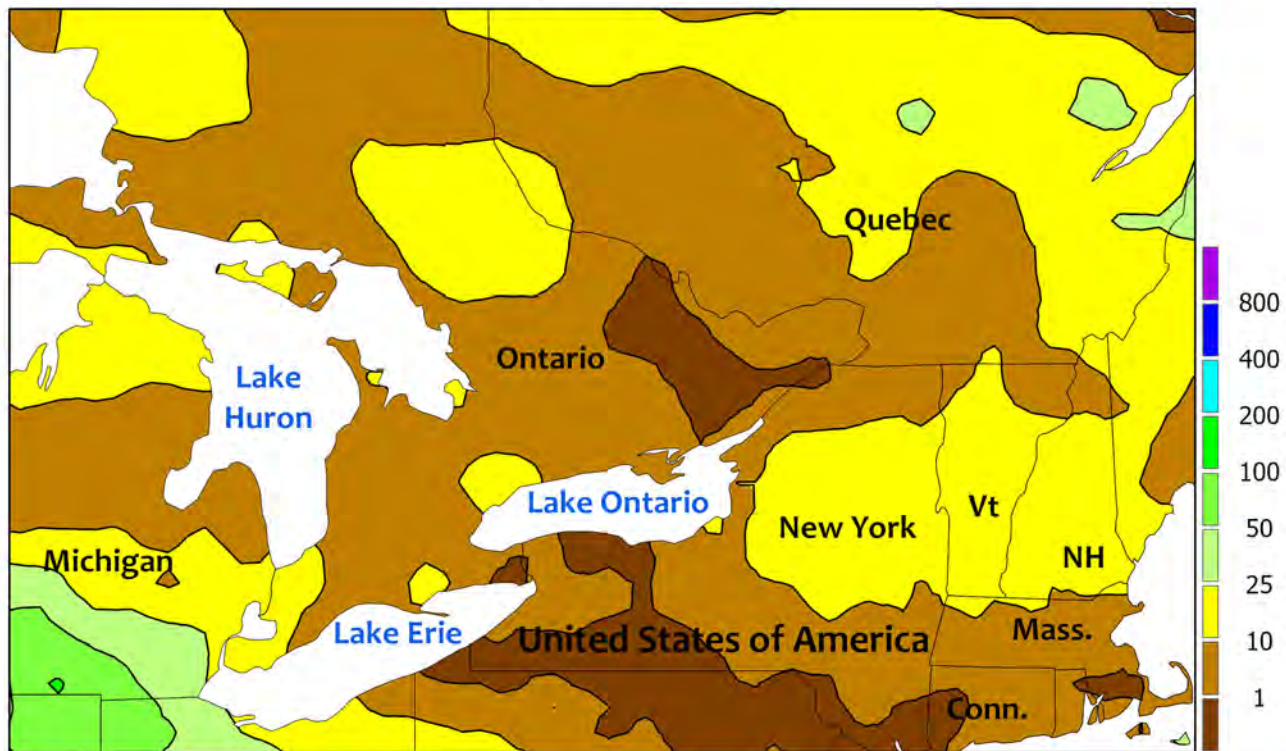 Quebec
Ontario
Lake
Huron
Lake Ontario
New York
Vt
NH
Michigan
Lake Erie
United States of America
Mass.
Conn.
800
400
200
100
50
25
10
1